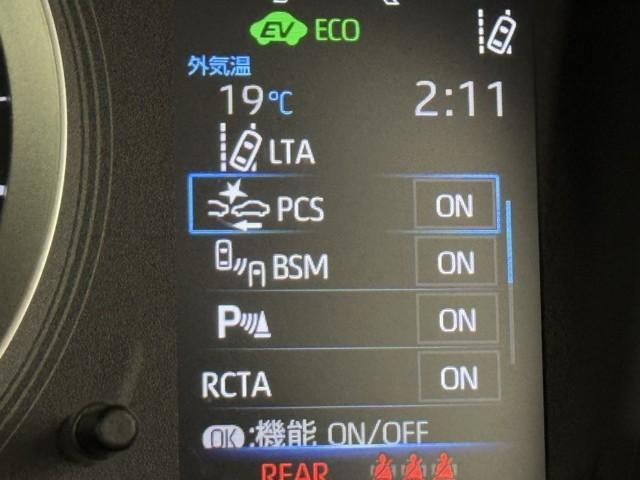 EV ECO
外気温
19℃ 2:11
LTA
PCS ON
BSM ON
P ON
RCTA ON
OK :機能 ON/OFF
REAR